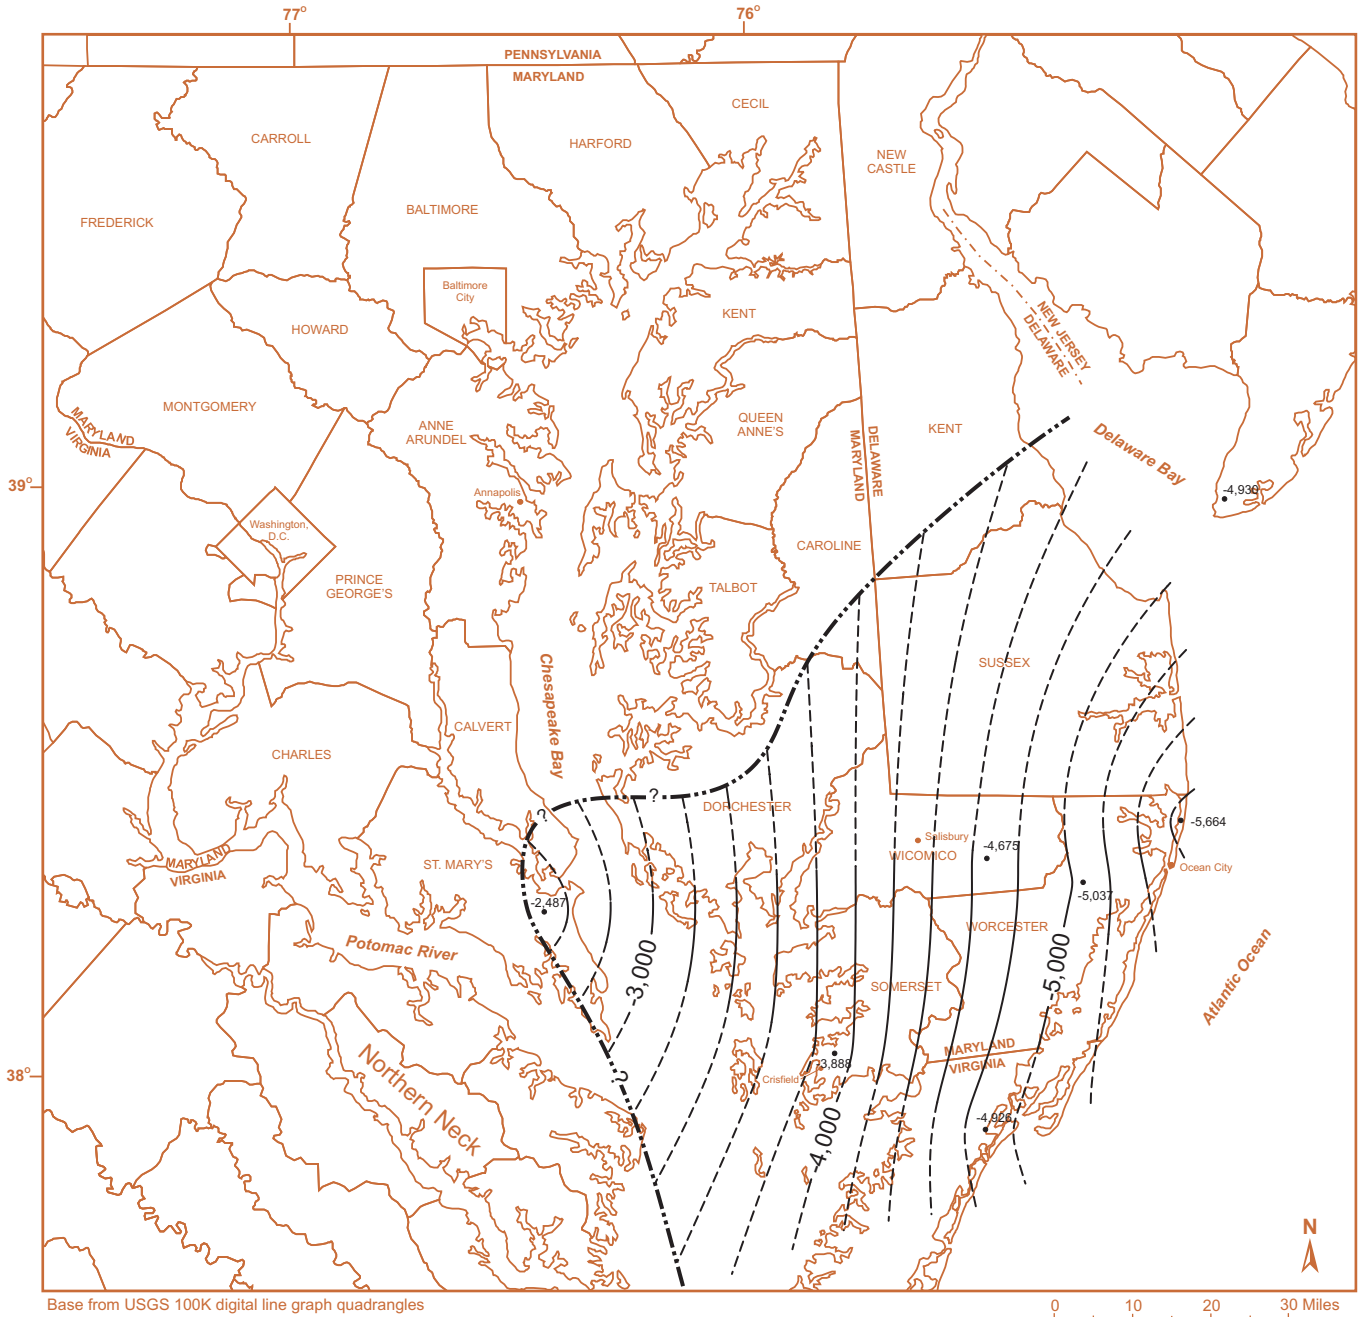 77°
76°
PENNSYLVANIA
MARYLAND
CECIL
CARROLL
HARFORD
NEW
CASTLE
BALTIMORE
FREDERICK
Baltimore
City
KENT
HOWARD
NEW JERSEY
DELAWARE
MONTGOMERY
MARYLAND
VIRGINIA
ANNE
ARUNDEL
QUEEN
ANNE'S
DELAWARE
MARYLAND
KENT
Delaware Bay
39°
Annapolis
-4,930
Washington,
D.C.
CAROLINE
PRINCE
GEORGE'S
TALBOT
SUSSEX
Chesapeake Bay
CALVERT
CHARLES
?
?
DORCHESTER
-5,664
Salisbury
-4,675
WICOMICO
MARYLAND
VIRGINIA
ST. MARY'S
Ocean City
-5,037
-2,487
WORCESTER
Potomac River
-3,000
-5,000
Atlantic Ocean
SOMERSET
MARYLAND
VIRGINIA
-3,888
Crisfield
38°
?
Northern Neck
-4,000
-4,926
N
Base from USGS 100K digital line graph quadrangles
0 10 20 30 Miles